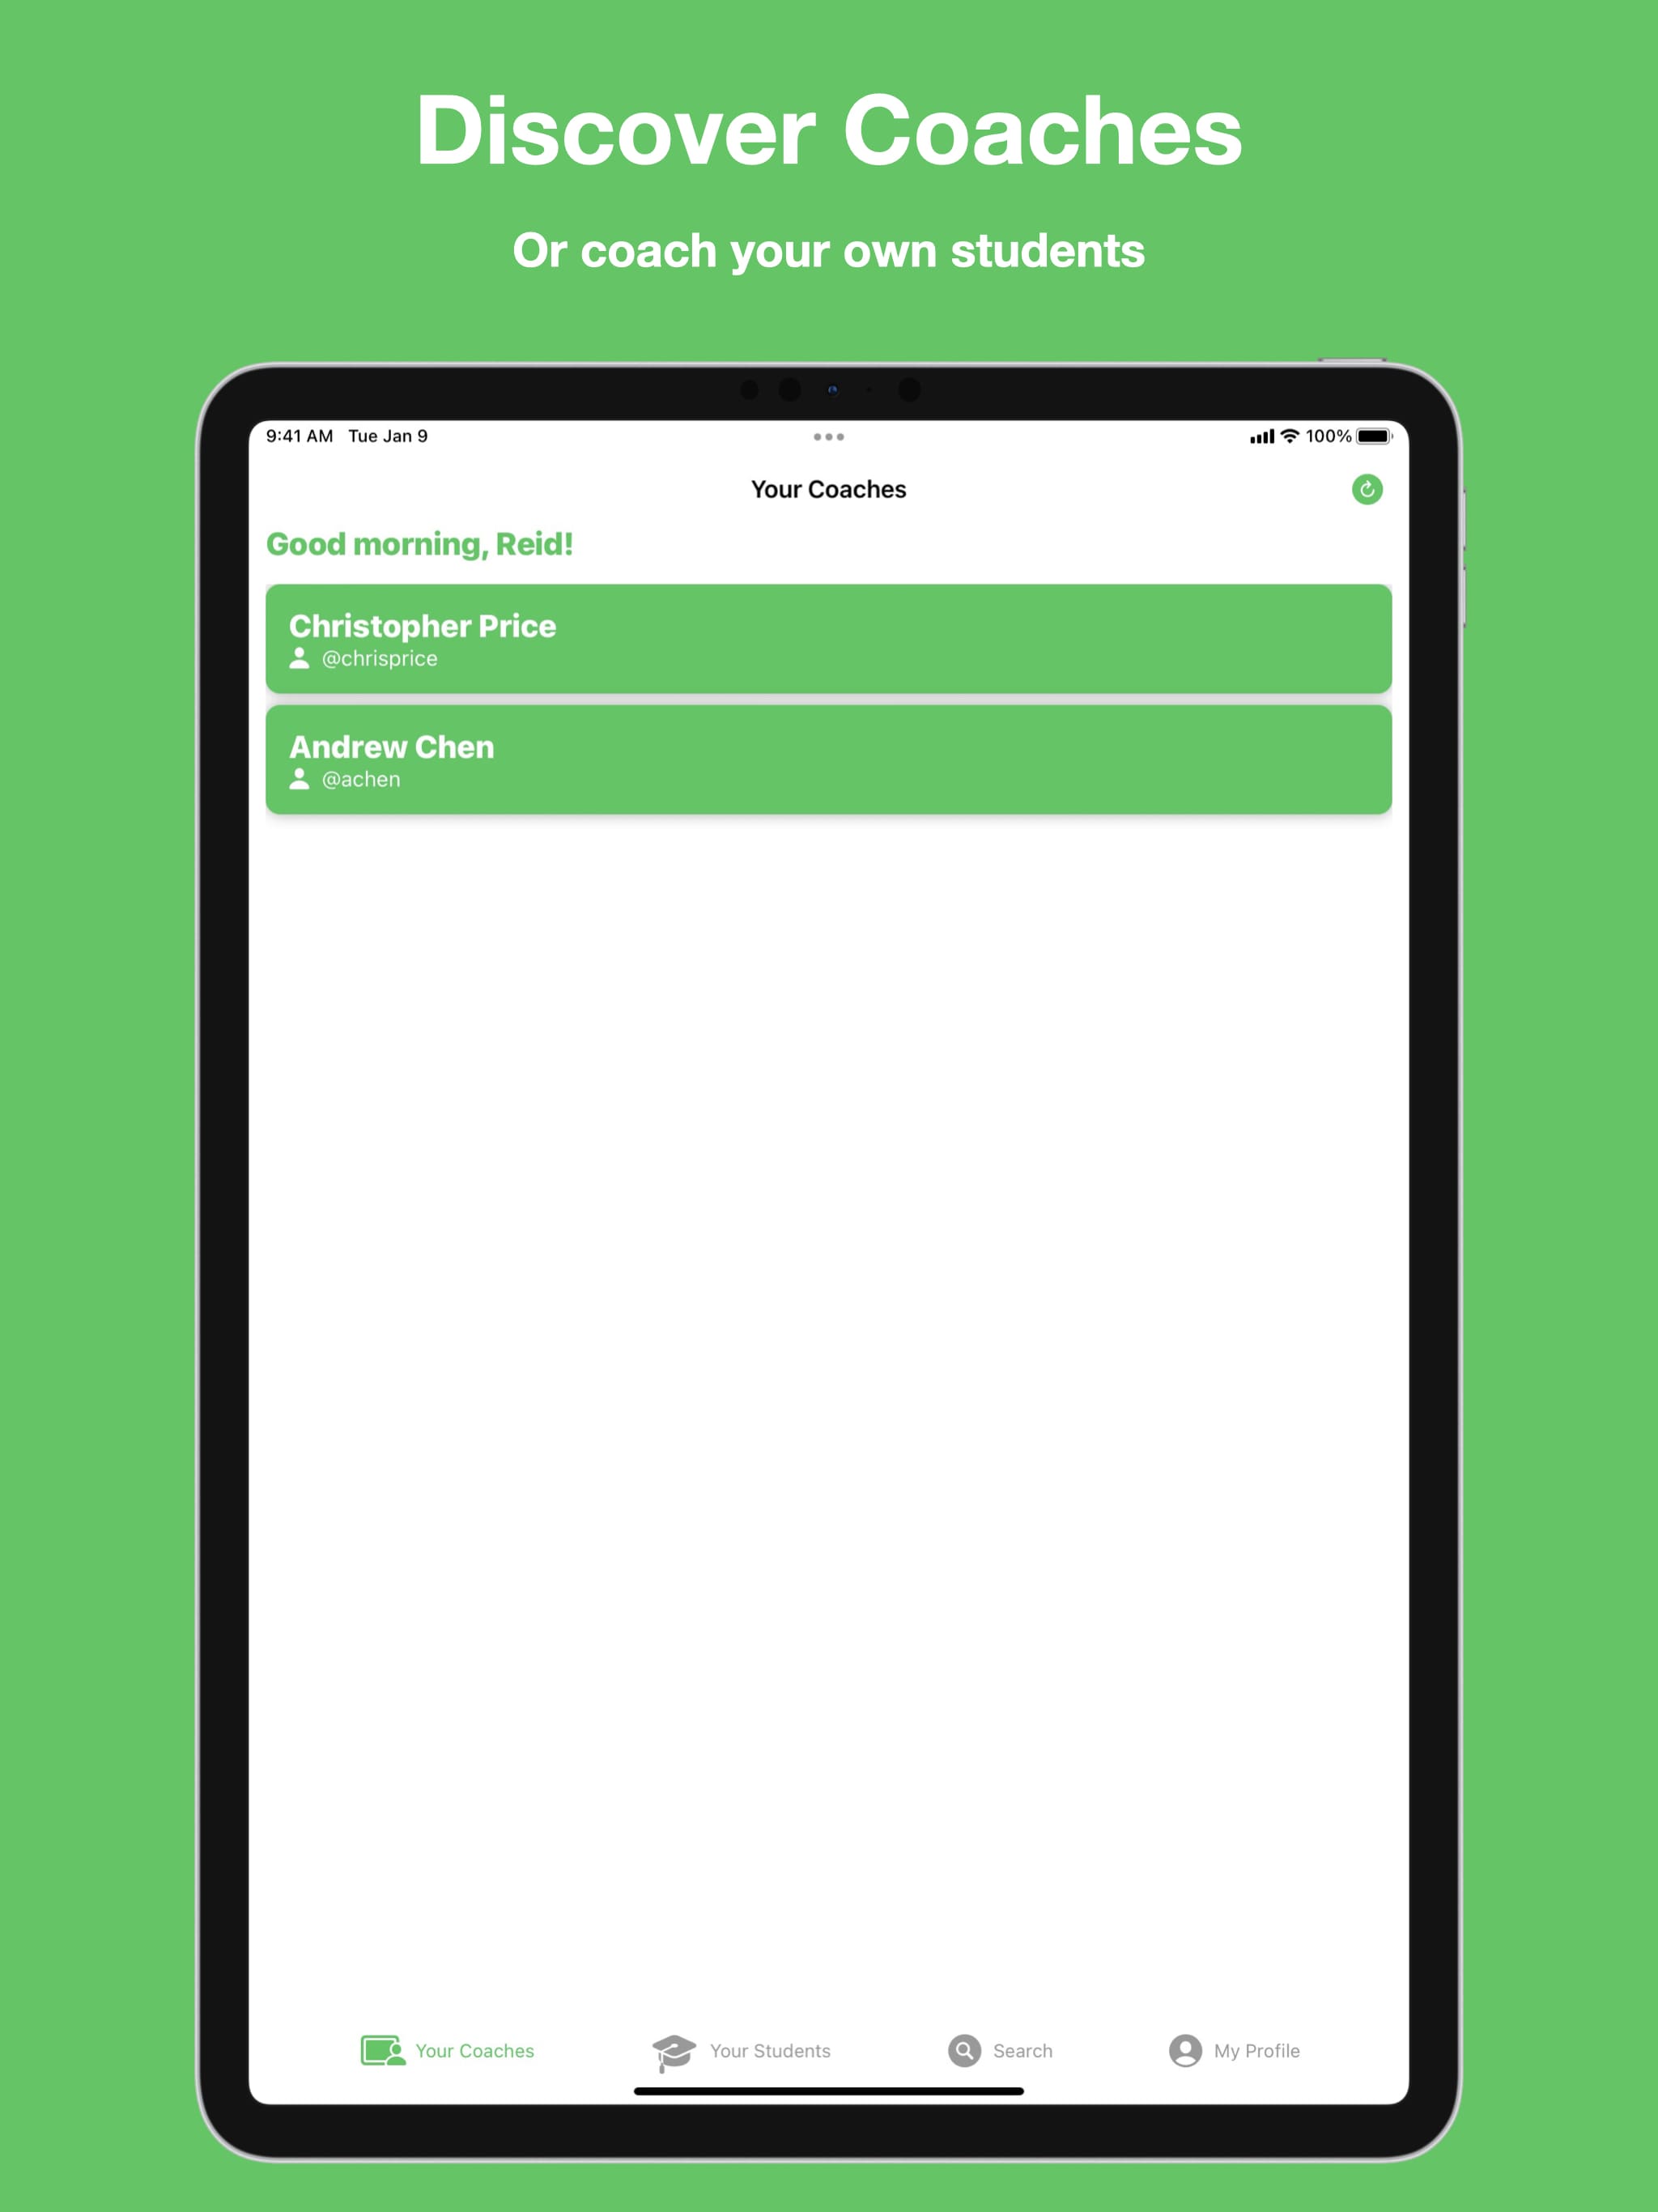 Discover Coaches
Or coach your own students
9:41 AM Tue Jan 9
100%
Your Coaches
Good morning, Reid!
Christopher Price
@chrisprice
Andrew Chen
@achen
Your Coaches
Your Students
Search
My Profile